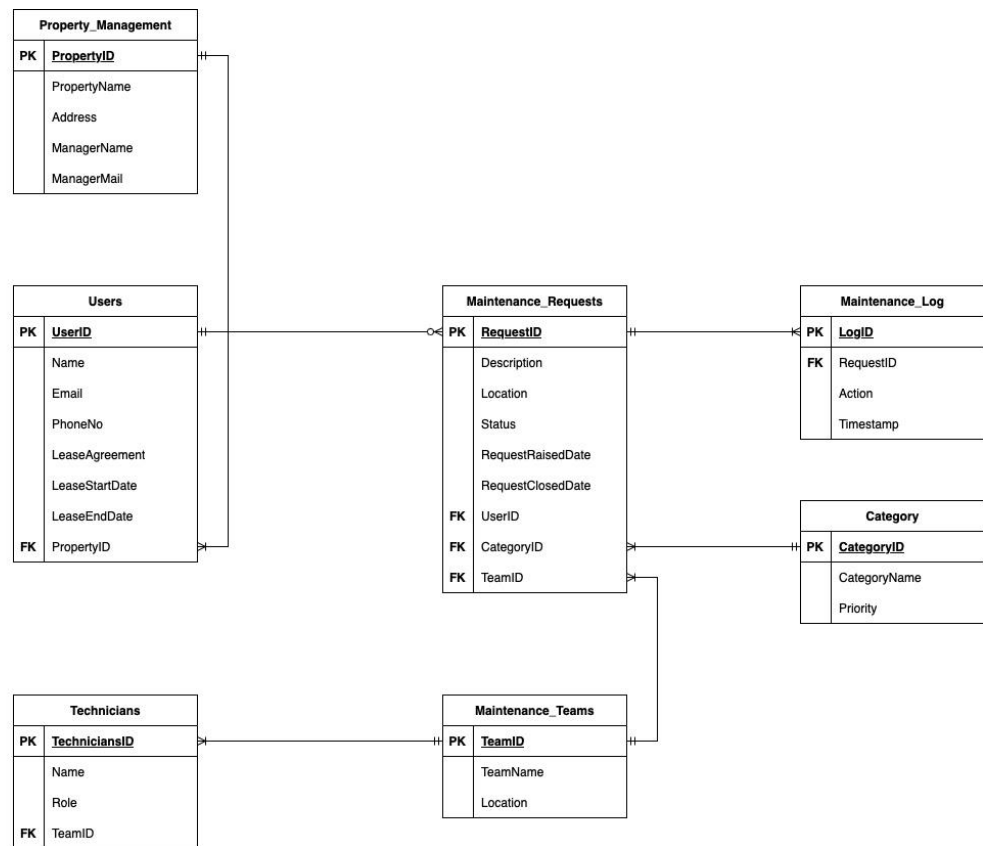 Property_Management
PK PropertyID
PropertyName
Address
ManagerName
ManagerMail
Users
PK UserID
Name
Email
PhoneNo
LeaseAgreement
LeaseStartDate
LeaseEndDate
FK PropertyID
Maintenance_Requests
PK RequestID
Description
Location
Status
RequestRaisedDate
RequestClosedDate
FK UserID
FK CategoryID
FK TeamID
Maintenance_Log
PK LogID
FK RequestID
Action
Timestamp
Category
PK CategoryID
CategoryName
Priority
Technicians
PK TechniciansID
Name
Role
FK TeamID
Maintenance_Teams
PK TeamID
TeamName
Location